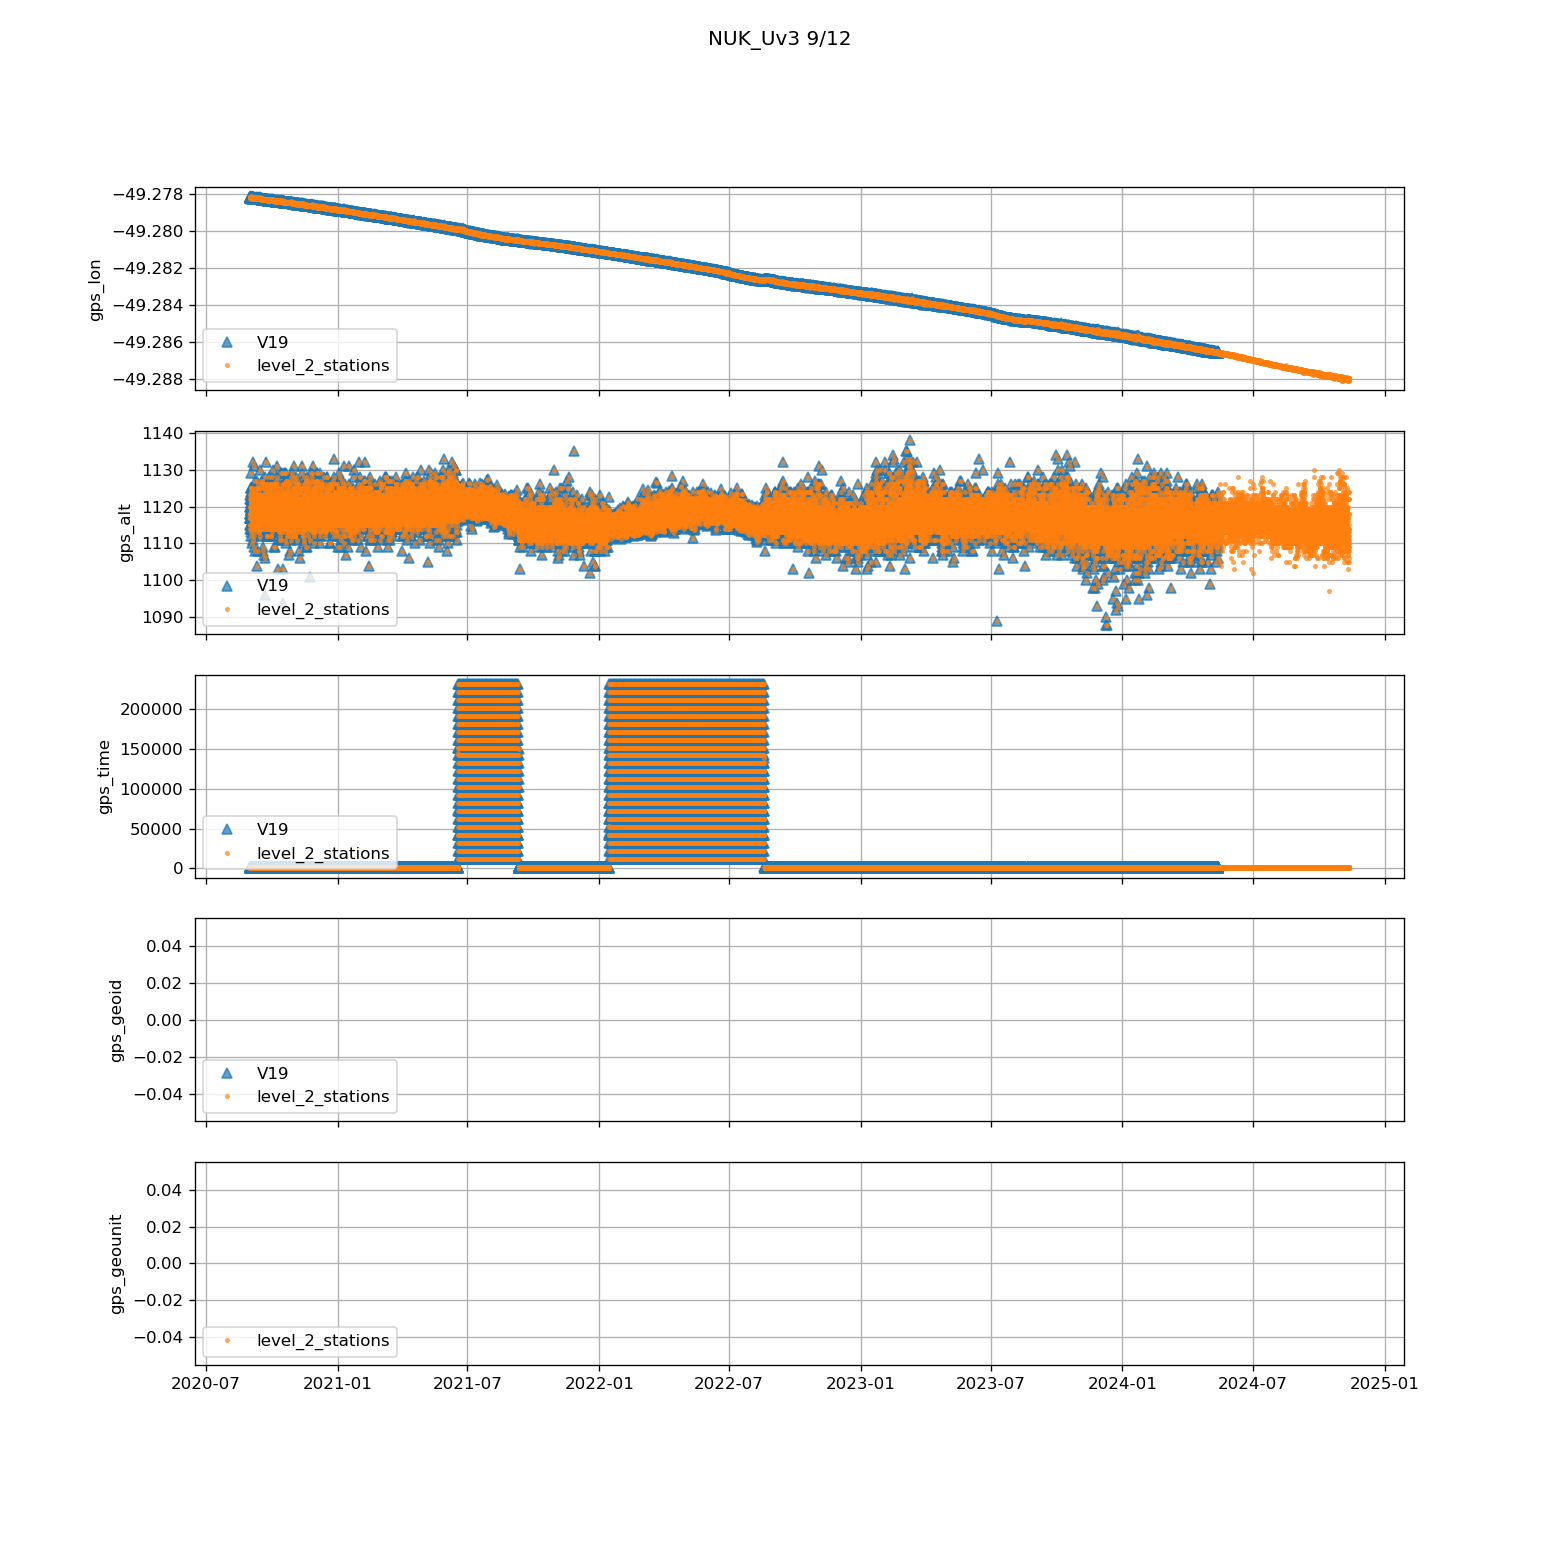 NUK_Uv3 9/12
−49.278
−49.280
−49.282
−49.284
−49.286
−49.288
gps_lon
V19
level_2_stations
1140
1130
1120
1110
1100
1090
gps_alt
V19
level_2_stations
200000
150000
100000
50000
0
gps_time
V19
level_2_stations
0.04
0.02
0.00
−0.02
−0.04
gps_geoid
V19
level_2_stations
0.04
0.02
0.00
−0.02
−0.04
gps_geounit
level_2_stations
2020-07 2021-01 2021-07 2022-01 2022-07 2023-01 2023-07 2024-01 2024-07 2025-01